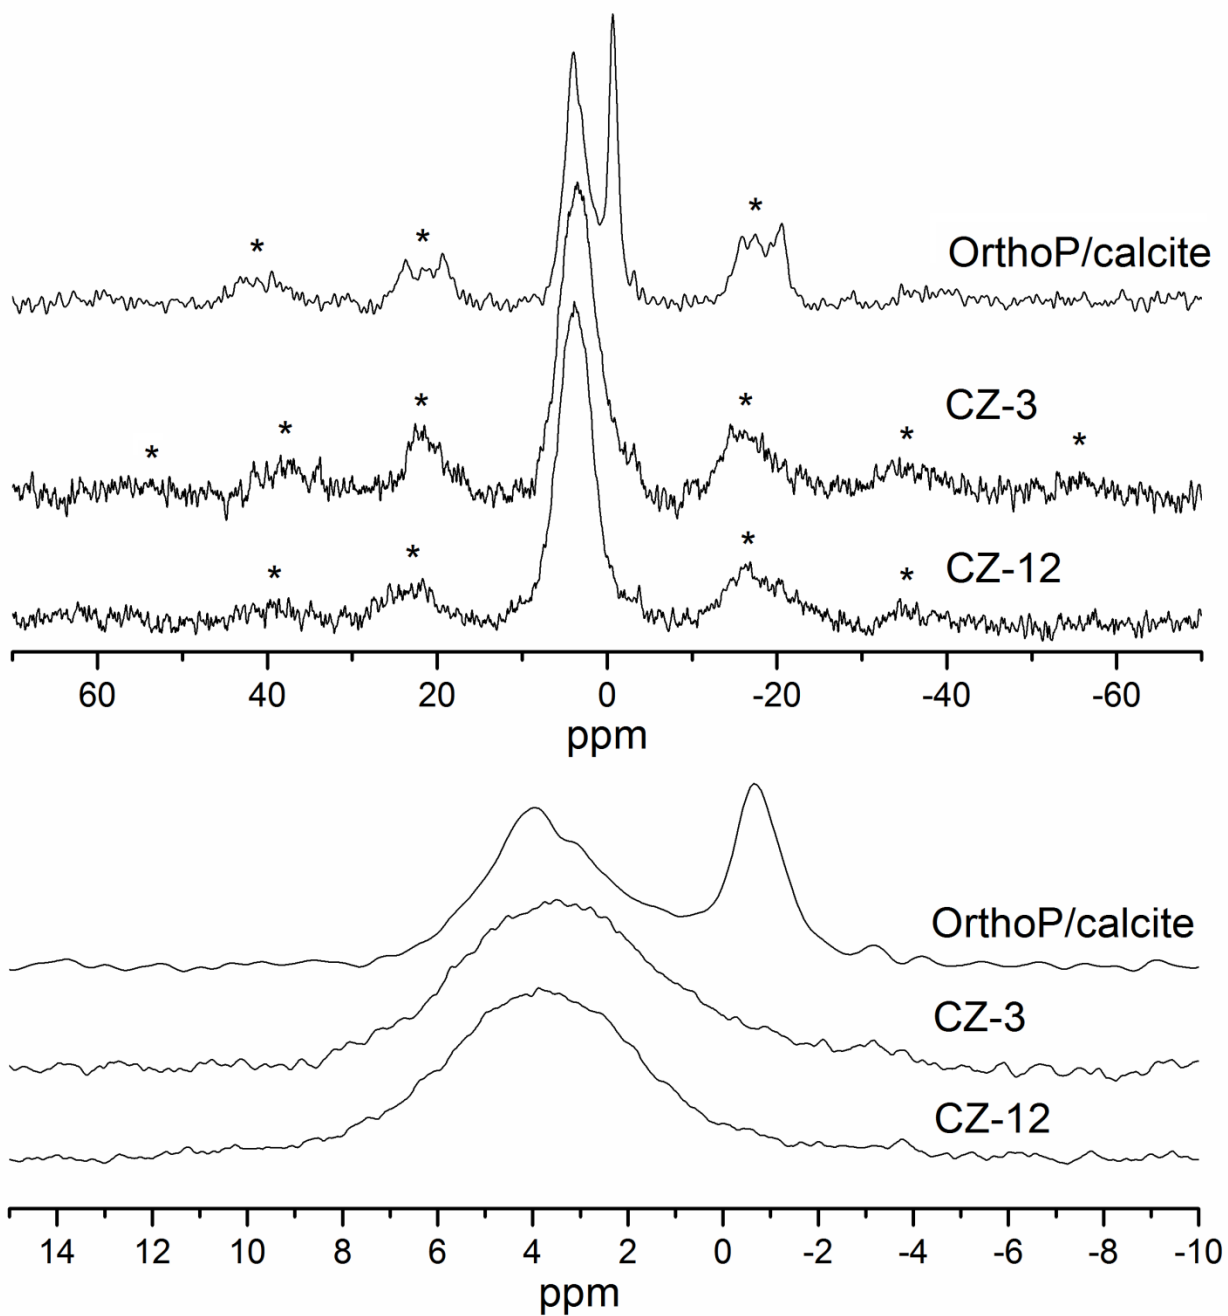 * * * *
OrthoP/calcite
* * * * * *
CZ-3
* * * *
CZ-12
60 40 20 0 -20 -40 -60
ppm
OrthoP/calcite
CZ-3
CZ-12
14 12 10 8 6 4 2 0 -2 -4 -6 -8 -10
ppm